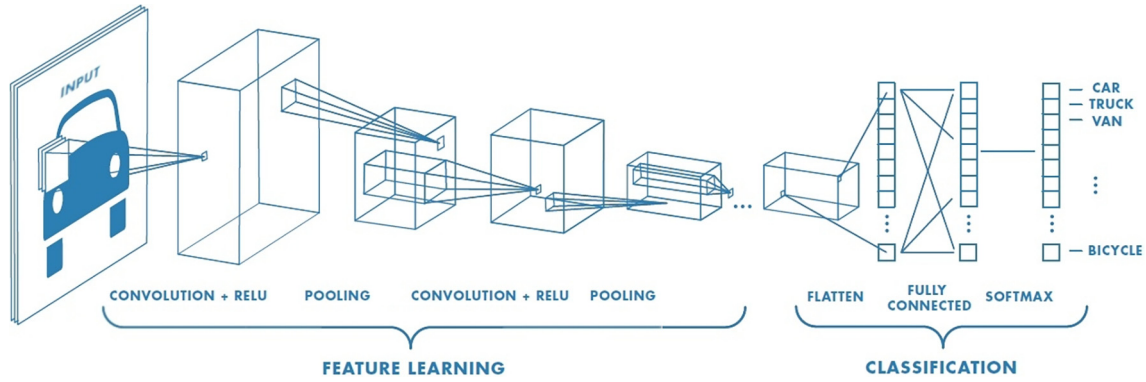 INPUT
CAR
TRUCK
VAN
BICYCLE
CONVOLUTION + RELU
POOLING
CONVOLUTION + RELU
POOLING
FLATTEN
FULLY
CONNECTED
SOFTMAX
FEATURE LEARNING
CLASSIFICATION